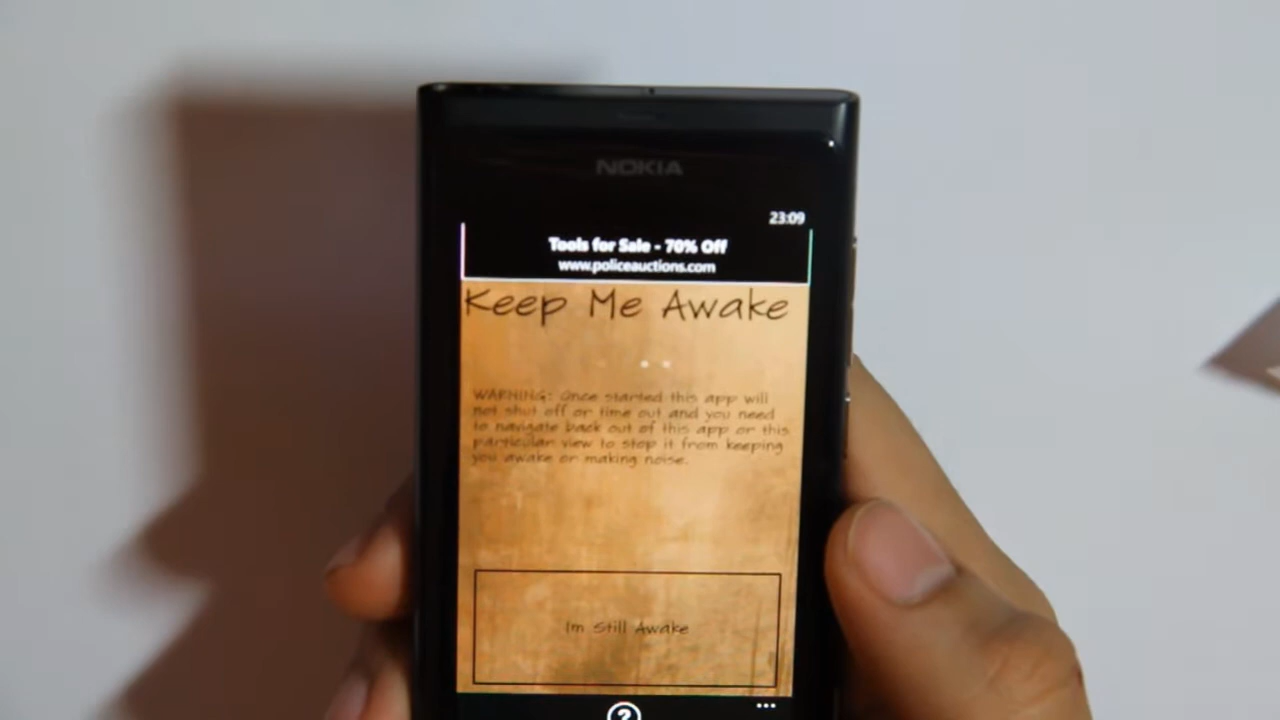 NOKIA
23:09
Tools for Sale - 70% Off
www.policeauctions.com
Keep Me Awake
WARNING: Once started this app will
not shut off or time out and you need
to navigate back out of this app or this
particular view to stop it from keeping
you awake or making noise.
Im Still Awake
?
...